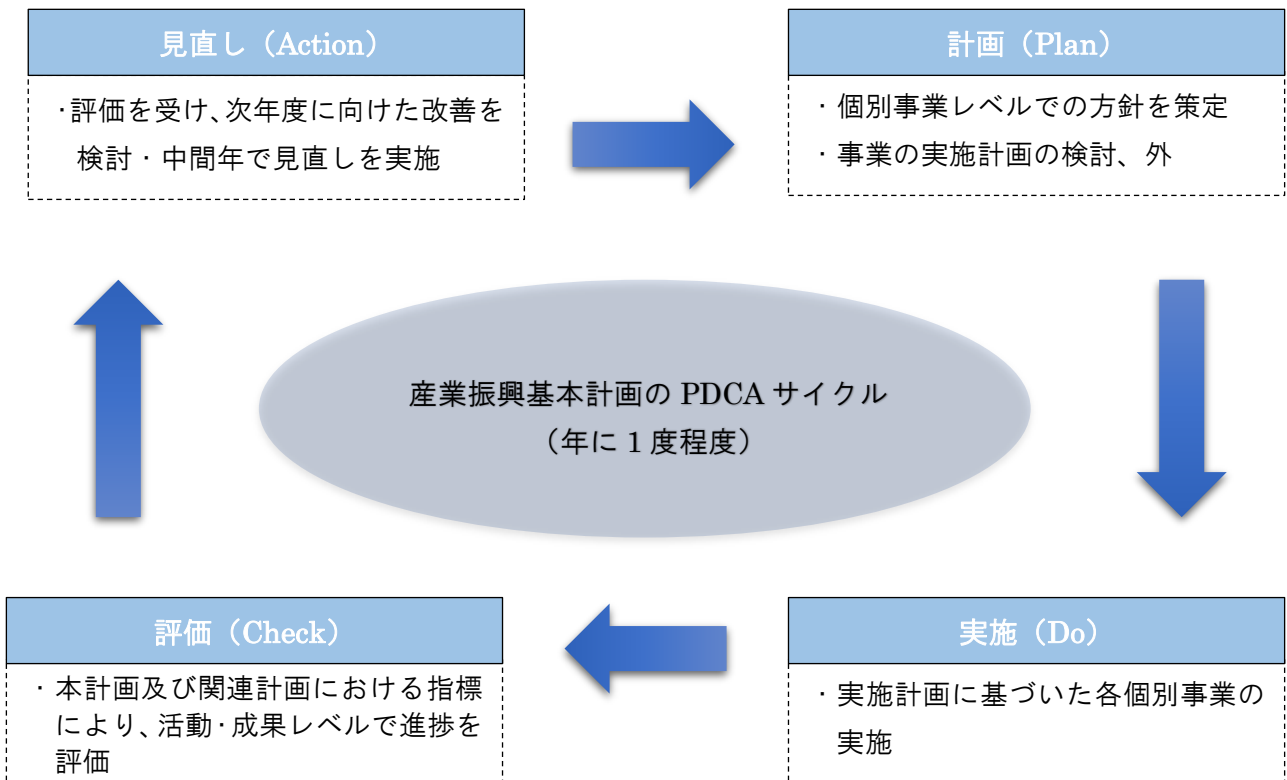 見直し（Action）
・評価を受け、次年度に向けた改善を
検討・中間年で見直しを実施
計画（Plan）
・個別事業レベルでの方針を策定
・事業の実施計画の検討、外
産業振興基本計画の PDCA サイクル
（年に 1 度程度）
評価（Check）
・本計画及び関連計画における指標
により、活動・成果レベルで進捗を
評価
実施（Do）
・実施計画に基づいた各個別事業の
実施